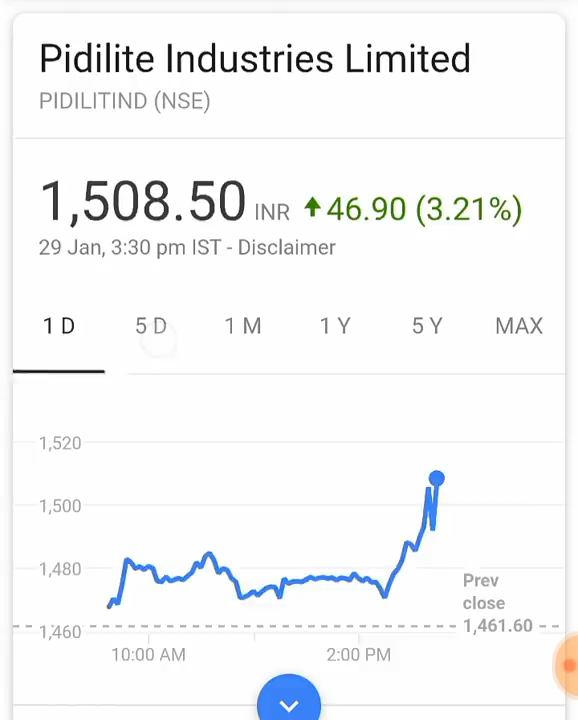 Pidilite Industries Limited
PIDILITIND (NSE)
1,508.50 INR 46.90 (3.21%)
29 Jan, 3:30 pm IST - Disclaimer
1 D 5 D 1 M 1 Y 5 Y MAX
1,520
1,500
1,480
Prev
close
1,460 1,461.60
10:00 AM 2:00 PM